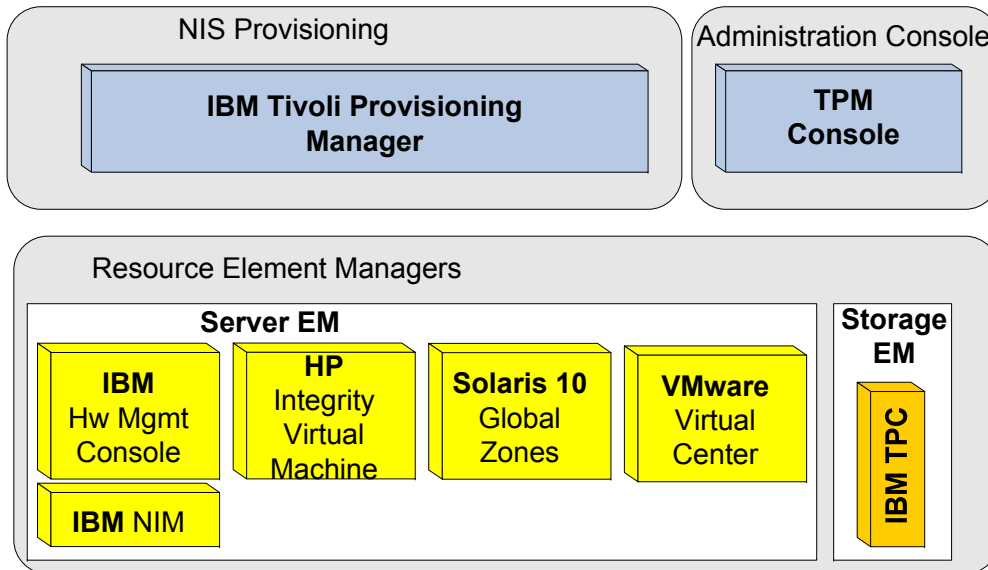 NIS Provisioning
IBM Tivoli Provisioning
Manager
Administration Console
TPM
Console
Resource Element Managers
Server EM
IBM
Hw Mgmt
Console
HP
Integrity
Virtual
Machine
Solaris 10
Global
Zones
VMware
Virtual
Center
IBM NIM
Storage
EM
IBM TPC